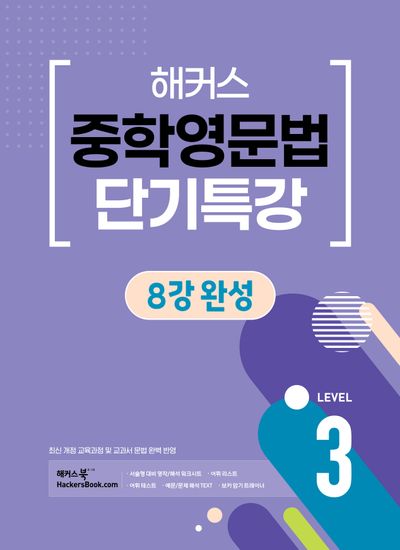 해커스
중학영문법
단기특강
8강 완성
LEVEL
3
최신 개정 교육과정 및 교과서 문법 완벽 반영
해커스 북
HackersBook.com
· 서술형 대비 영작/해석 워크시트 · 어휘 리스트
· 어휘 테스트 · 예문/문제 해석 TEXT · 보카 암기 트레이너